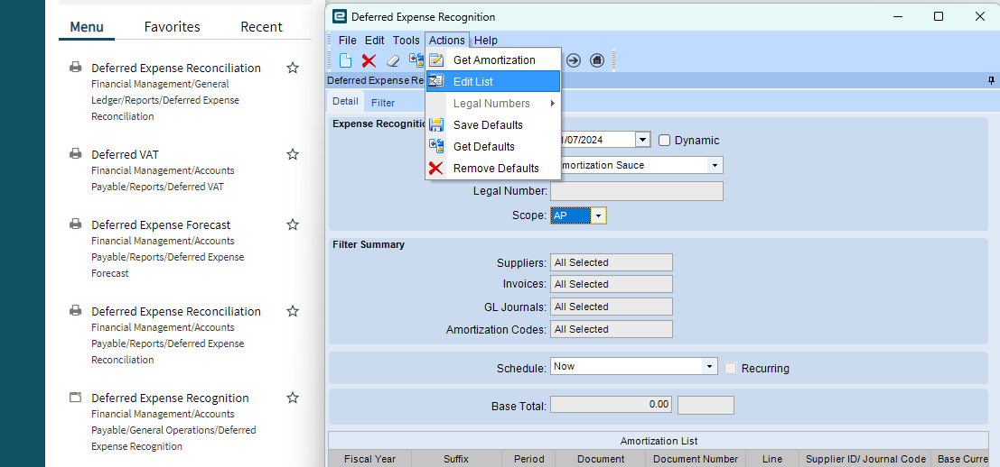 Menu
Favorites
Recent
Deferred Expense Reconciliation
Financial Management/General
Ledger/Reports/Deferred Expense
Reconciliation
Deferred VAT
Financial Management/Accounts
Payable/Reports/Deferred VAT
Deferred Expense Forecast
Financial Management/Accounts
Payable/Reports/Deferred Expense
Forecast
Deferred Expense Reconciliation
Financial Management/Accounts
Payable/Reports/Deferred Expense
Reconciliation
Deferred Expense Recognition
Financial Management/Accounts
Payable/General Operations/Deferred
Expense Recognition
Deferred Expense Recognition
File Edit Tools Actions Help
Get Amortization
Edit List
Legal Numbers
Save Defaults
Get Defaults
Remove Defaults
Deferred Expense Re
Detail Filter
Expense Recognitio
1/07/2024 Dynamic
mortization Sauce
Legal Number:
Scope: AP
Filter Summary
Suppliers: All Selected
Invoices: All Selected
GL Journals: All Selected
Amortization Codes: All Selected
Schedule: Now Recurring
Base Total: 0.00
Amortization List
Fiscal Year Suffix Period Document Document Number Line Supplier ID/ Journal Code Base Curre